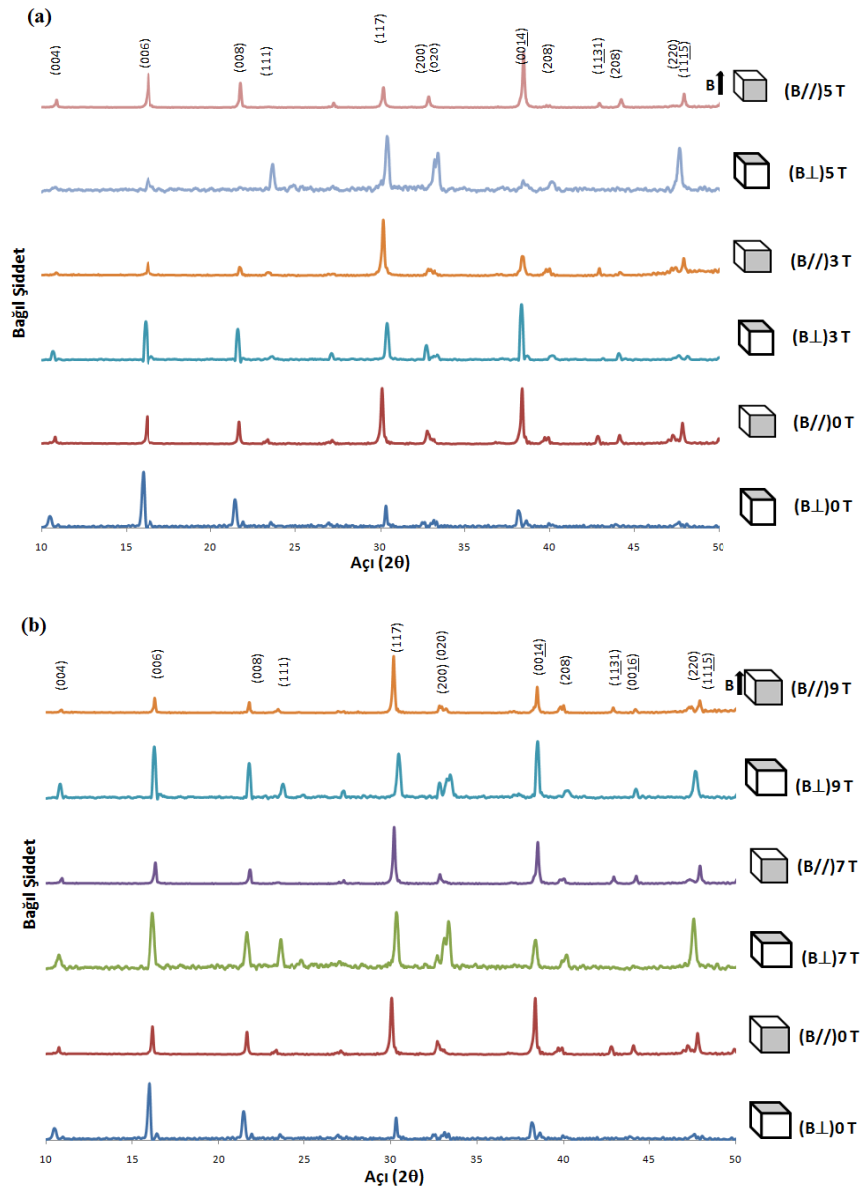 (a)
(004)
(006)
(008)
(111)
(117)
(200)
(020)
(0014)
(208)
(1131)
(208)
(220)
(1115)
B
(B//)5 T
(B⊥)5 T
(B//)3 T
(B⊥)3 T
(B//)0 T
(B⊥)0 T
Bağıl Şiddet
10 15 20 25 30 35 40 45 50
Açı (2θ)
(b)
(004)
(006)
(008)
(111)
(117)
(200)
(020)
(0014)
(208)
(1131)
(0016)
(220)
(1115)
B
(B//)9 T
(B⊥)9 T
(B//)7 T
(B⊥)7 T
(B//)0 T
(B⊥)0 T
Bağıl Şiddet
10 15 20 25 30 35 40 45 50
Açı (2θ)